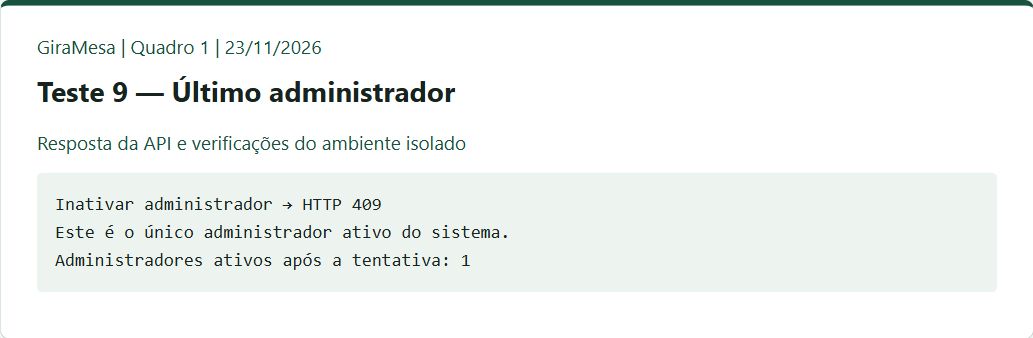 GiraMesa | Quadro 1 | 23/11/2026
Teste 9 — Último administrador
Resposta da API e verificações do ambiente isolado
Inativar administrador → HTTP 409
Este é o único administrador ativo do sistema.
Administradores ativos após a tentativa: 1